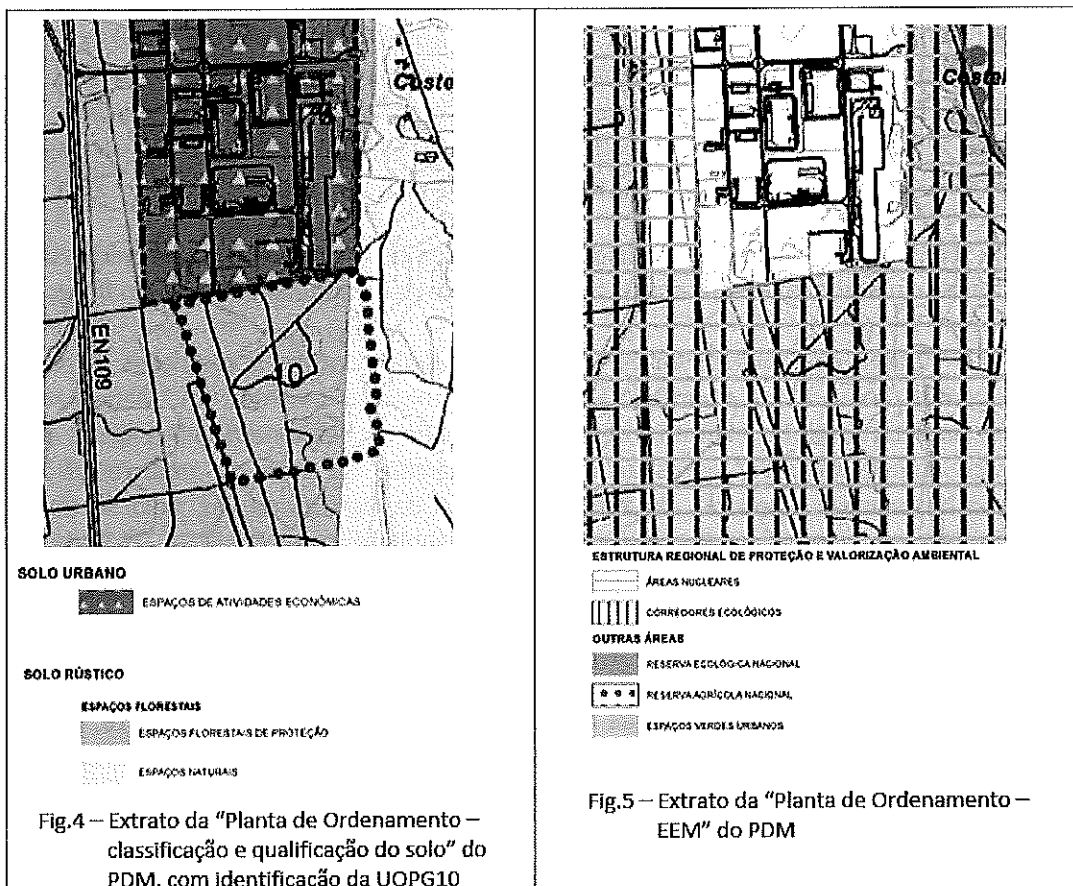 Costa
EN109
10
SOLO URBANO
ESPAÇOS DE ATIVIDADES ECONÓMICAS
SOLO RÚSTICO
ESPAÇOS FLORESTAIS
ESPAÇOS FLORESTAIS DE PROTEÇÃO
ESPAÇOS NATURAIS
Fig.4 – Extrato da "Planta de Ordenamento –
classificação e qualificação do solo" do
PDM, com identificação da UOPG10
ESTRUTURA REGIONAL DE PROTEÇÃO E VALORIZAÇÃO AMBIENTAL
ÁREAS NUCLEARES
CORREDORES ECOLÓGICOS
OUTRAS ÁREAS
RESERVA ECOLÓGICA NACIONAL
RESERVA AGRÍCOLA NACIONAL
ESPAÇOS VERDES URBANOS
Fig.5 – Extrato da "Planta de Ordenamento –
EEM" do PDM